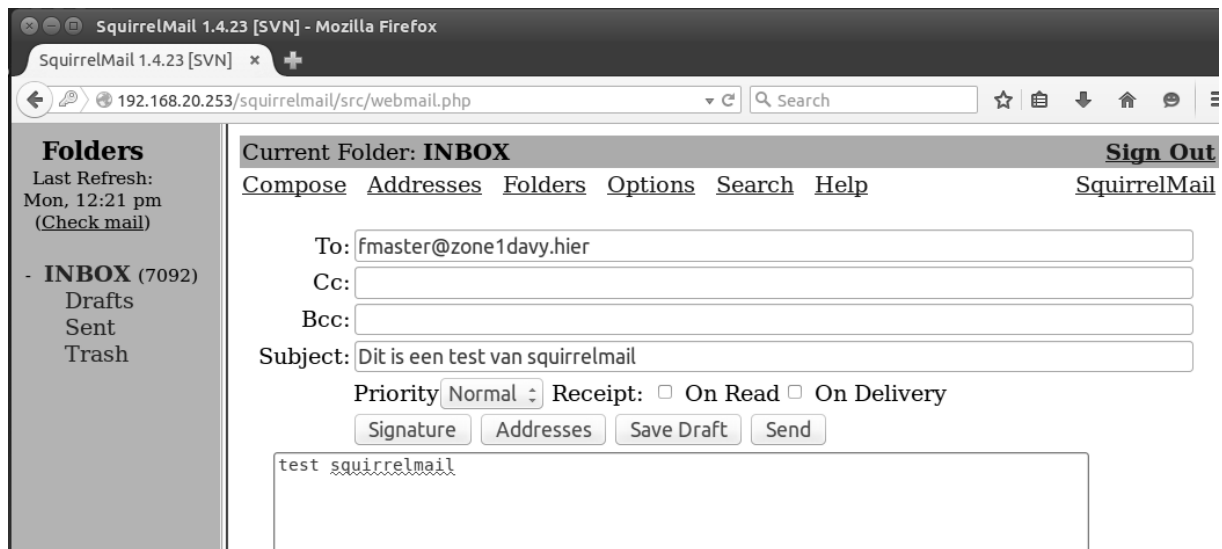 SquirrelMail 1.4.23 [SVN] - Mozilla Firefox
SquirrelMail 1.4.23 [SVN] ×
192.168.20.253/squirrelmail/src/webmail.php Search
Folders
Last Refresh:
Mon, 12:21 pm
(Check mail)
- INBOX (7092)
Drafts
Sent
Trash
Current Folder: INBOX Sign Out
Compose Addresses Folders Options Search Help SquirrelMail
To: fmaster@zone1davy.hier
Cc:
Bcc:
Subject: Dit is een test van squirrelmail
Priority Normal Receipt: On Read On Delivery
Signature Addresses Save Draft Send
test squirrelmail